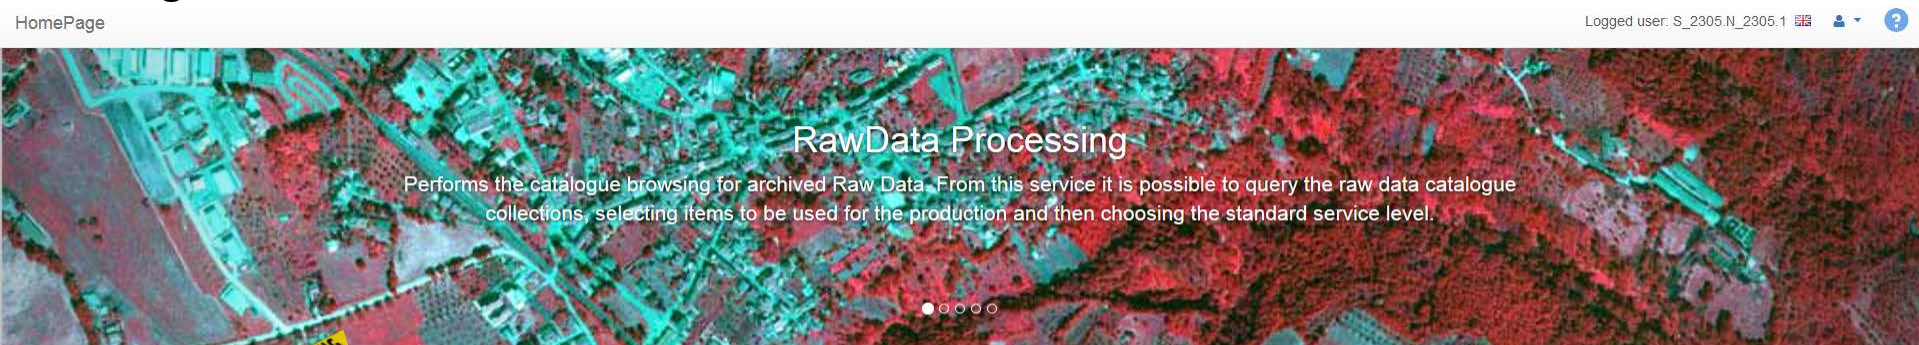 HomePage
Logged user: S_2305.N_2305.1
RawData Processing
Performs the catalogue browsing for archived Raw Data. From this service it is possible to query the raw data catalogue
collections, selecting items to be used for the production and then choosing the standard service level.
?